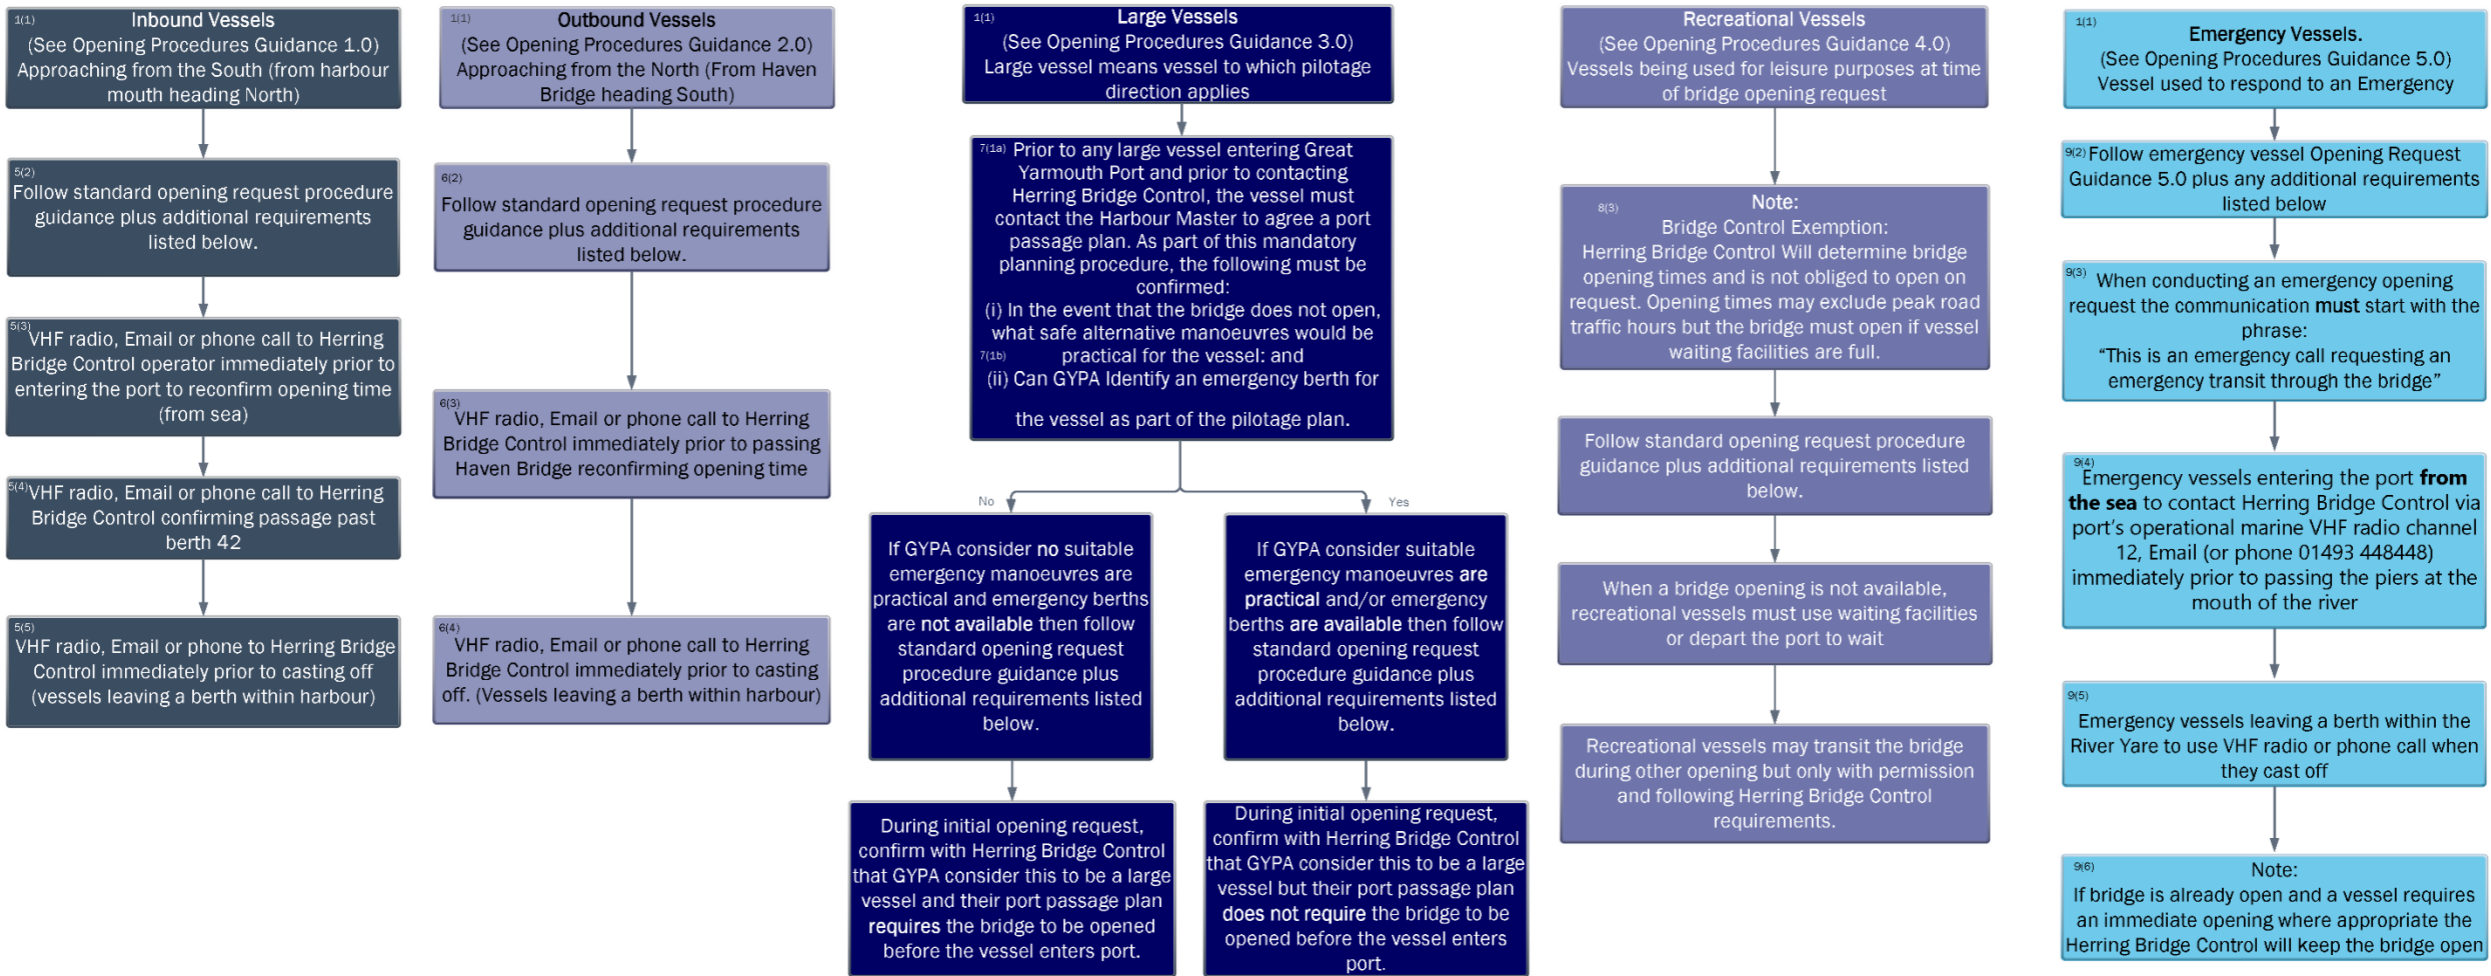 1(1)
Inbound Vessels
(See Opening Procedures Guidance 1.0)
Approaching from the South (from harbour
mouth heading North)
5(2)
Follow standard opening request procedure
guidance plus additional requirements
listed below.
5(3)
VHF radio, Email or phone call to Herring
Bridge Control operator immediately prior to
entering the port to reconfirm opening time
(from sea)
5(4)
VHF radio, Email or phone call to Herring
Bridge Control confirming passage past
berth 42
5(5)
VHF radio, Email or phone to Herring Bridge
Control immediately prior to casting off
(vessels leaving a berth within harbour)
1(1)
Outbound Vessels
(See Opening Procedures Guidance 2.0)
Approaching from the North (From Haven
Bridge heading South)
6(2)
Follow standard opening request procedure
guidance plus additional requirements
listed below.
6(3)
VHF radio, Email or phone call to Herring
Bridge Control immediately prior to passing
Haven Bridge reconfirming opening time
6(4)
VHF radio, Email or phone call to Herring
Bridge Control immediately prior to casting
off. (Vessels leaving a berth within harbour)
1(1)
Large Vessels
(See Opening Procedures Guidance 3.0)
Large vessel means vessel to which pilotage
direction applies
7(1a)
Prior to any large vessel entering Great
Yarmouth Port and prior to contacting
Herring Bridge Control, the vessel must
contact the Harbour Master to agree a port
passage plan. As part of this mandatory
planning procedure, the following must be
confirmed:
(i) In the event that the bridge does not open,
what safe alternative manoeuvres would be
7(1b)
practical for the vessel: and
(ii) Can GYPA Identify an emergency berth for
the vessel as part of the pilotage plan.
No
Yes
If GYPA consider no suitable
emergency manoeuvres are
practical and emergency berths
are not available then follow
standard opening request
procedure guidance plus
additional requirements listed
below.
If GYPA consider suitable
emergency manoeuvres are
practical and/or emergency
berths are available then follow
standard opening request
procedure guidance plus
additional requirements listed
below.
During initial opening request,
confirm with Herring Bridge Control
that GYPA consider this to be a large
vessel and their port passage plan
requires the bridge to be opened
before the vessel enters port.
During initial opening request,
confirm with Herring Bridge Control
that GYPA consider this to be a large
vessel but their port passage plan
does not require the bridge to be
opened before the vessel enters
port.
Recreational Vessels
(See Opening Procedures Guidance 4.0)
Vessels being used for leisure purposes at time
of bridge opening request
8(3)
Note:
Bridge Control Exemption:
Herring Bridge Control Will determine bridge
opening times and is not obliged to open on
request. Opening times may exclude peak road
traffic hours but the bridge must open if vessel
waiting facilities are full.
Follow standard opening request procedure
guidance plus additional requirements listed
below.
When a bridge opening is not available,
recreational vessels must use waiting facilities
or depart the port to wait
Recreational vessels may transit the bridge
during other opening but only with permission
and following Herring Bridge Control
requirements.
1(1)
Emergency Vessels.
(See Opening Procedures Guidance 5.0)
Vessel used to respond to an Emergency
9(2)
Follow emergency vessel Opening Request
Guidance 5.0 plus any additional requirements
listed below
9(3)
When conducting an emergency opening
request the communication must start with the
phrase:
“This is an emergency call requesting an
emergency transit through the bridge”
9(4)
Emergency vessels entering the port from
the sea to contact Herring Bridge Control via
port's operational marine VHF radio channel
12, Email (or phone 01493 448448)
immediately prior to passing the piers at the
mouth of the river
9(5)
Emergency vessels leaving a berth within the
River Yare to use VHF radio or phone call when
they cast off
9(6)
Note:
If bridge is already open and a vessel requires
an immediate opening where appropriate the
Herring Bridge Control will keep the bridge open